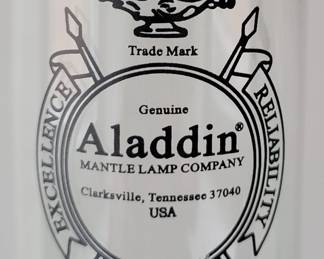 Trade Mark
EXCELLENCE
RELIABILITY
Genuine
Aladdin®
MANTLE LAMP COMPANY
Clarksville, Tennessee 37040
USA